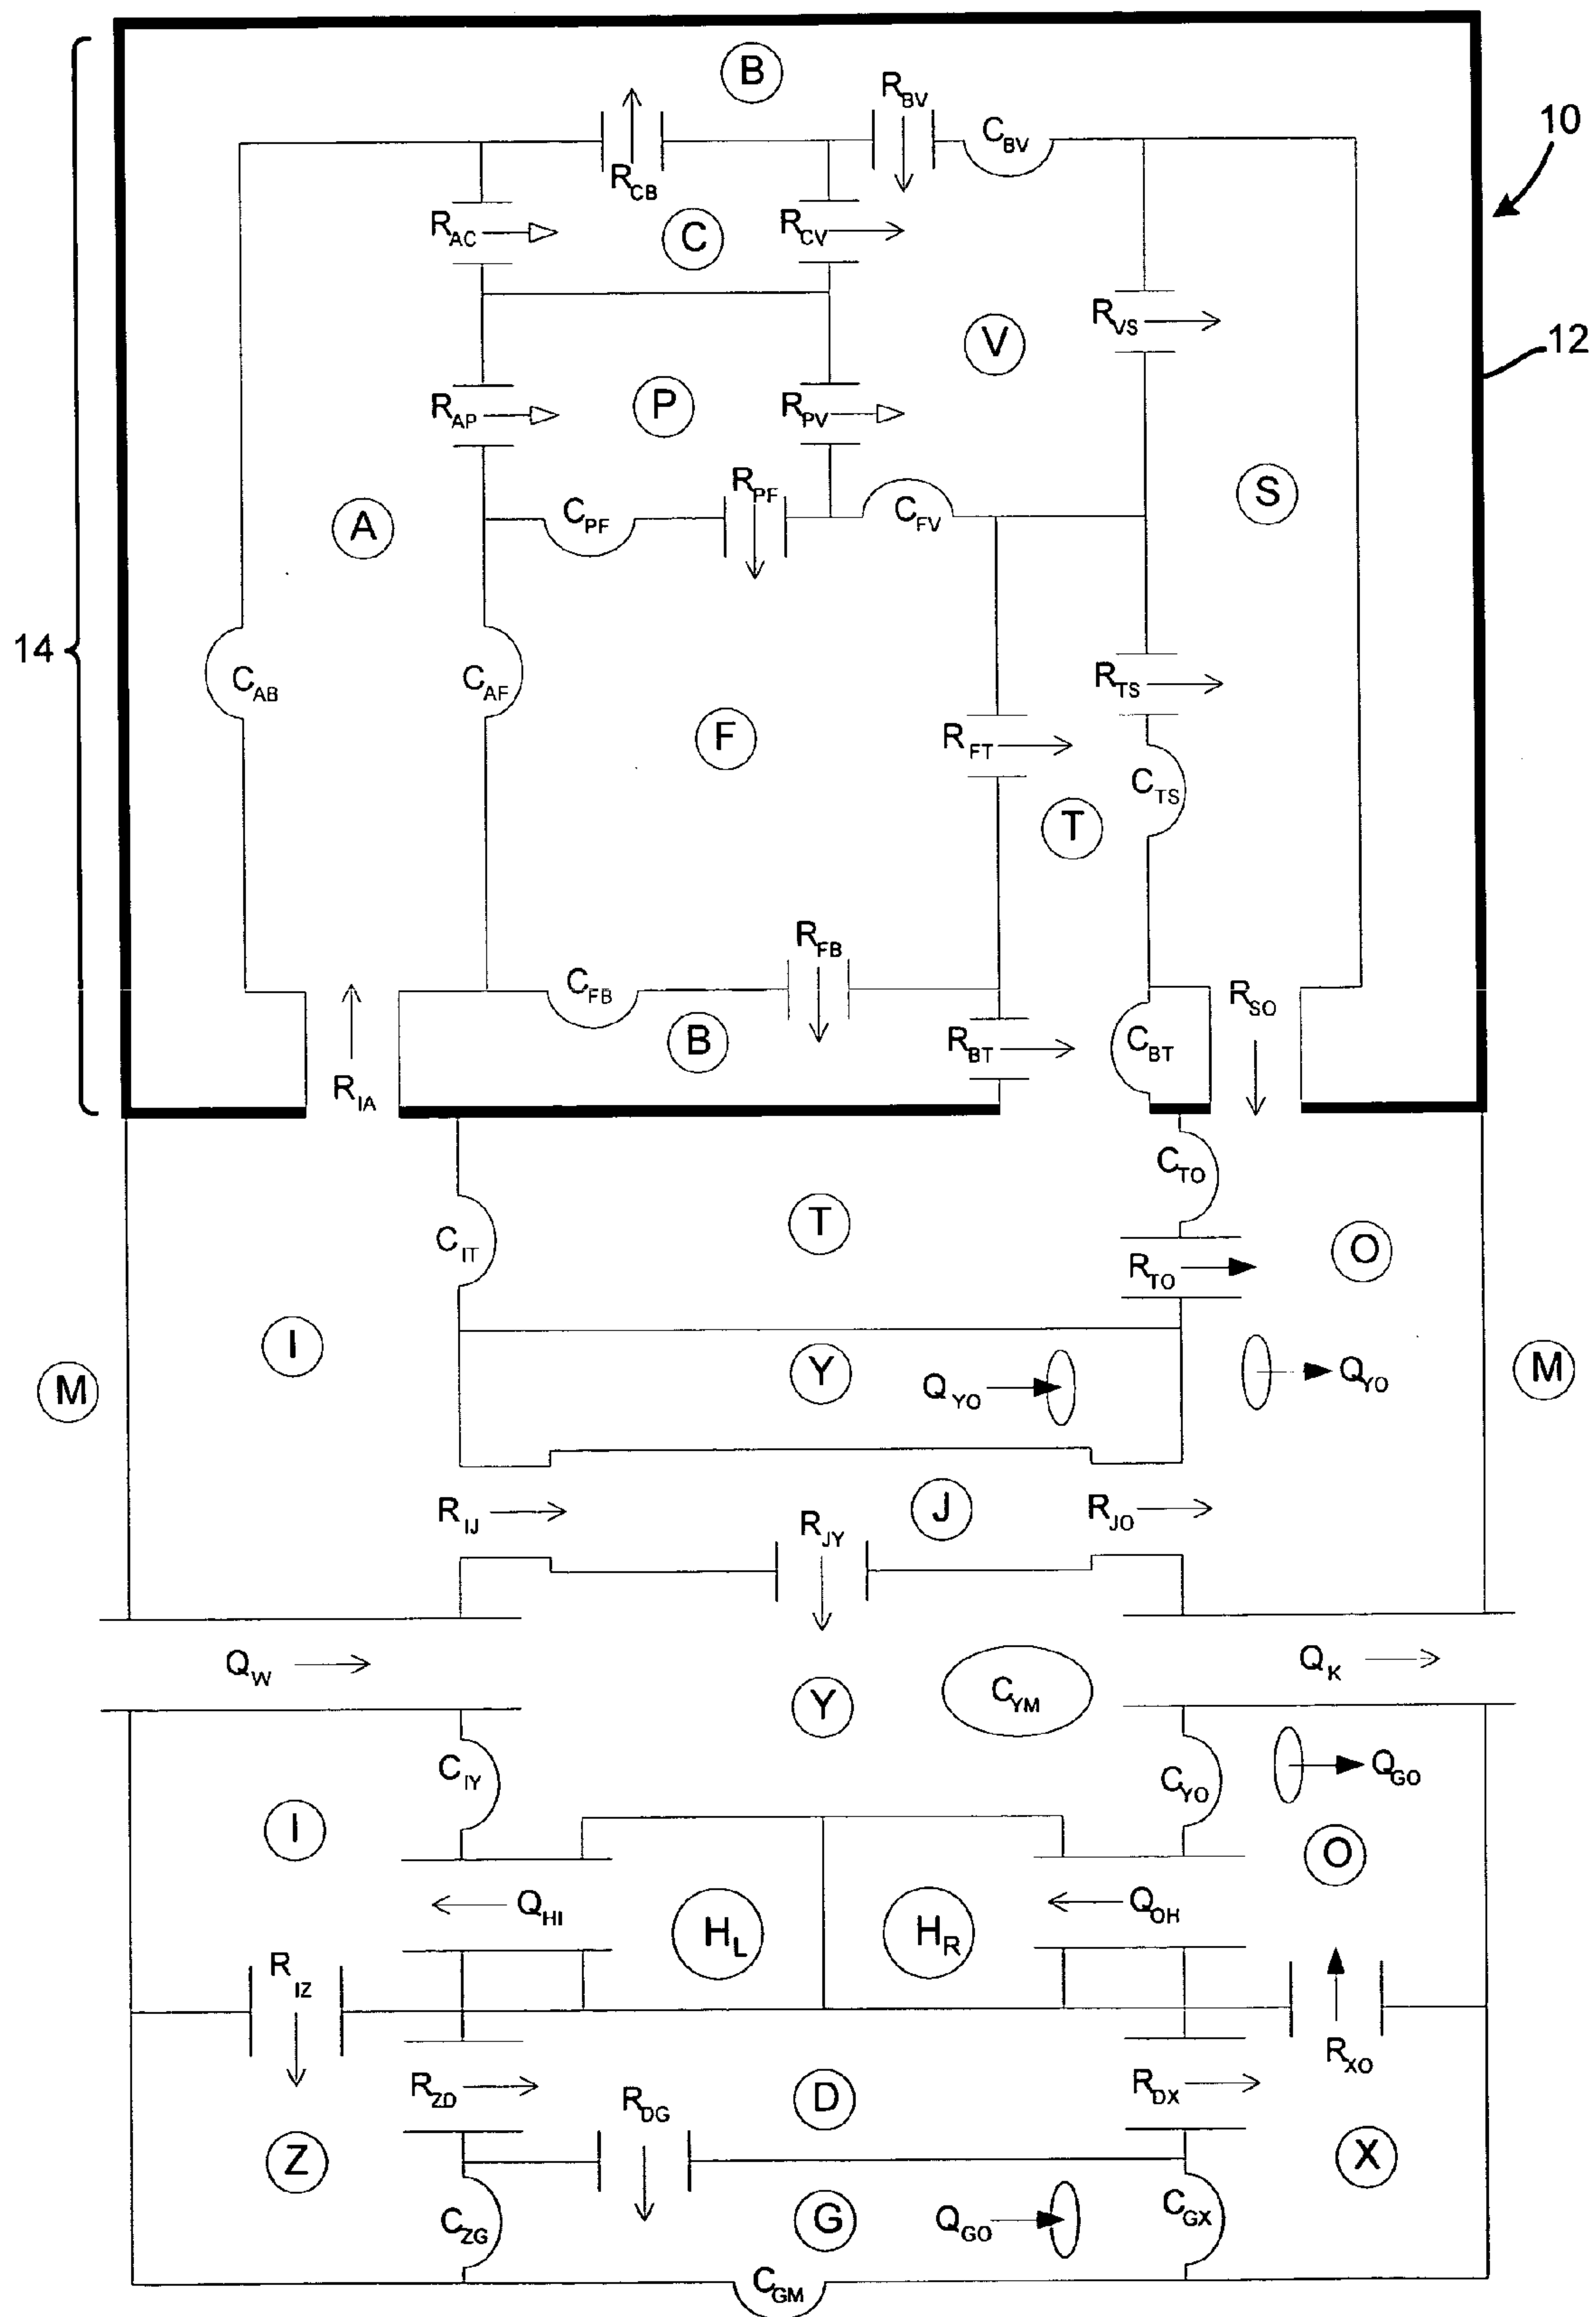 B
R_BV
10
C_BV
R_CB
R_AC
C
R_CV
R_VS
12
V
R_AP
P
R_PV
R_PF
S
A
C_PF
C_FV
14
C_AB
C_AF
R_TS
F
R_FT
C_TS
T
R_FB
C_FB
R_SO
B
R_BT
C_BT
R_IA
C_TO
T
C_IT
O
R_TO
I
M
Y
Q_YO
Q_YO
M
R_IJ
J
R_JO
R_JY
Q_W
Q_K
C_YM
Y
C_IY
Q_GO
C_YO
I
O
Q_HI
H_L
H_R
Q_OH
R_IZ
R_XO
R_ZD
R_DG
D
R_DX
Z
X
C_ZG
G
Q_GO
C_GX
C_GM